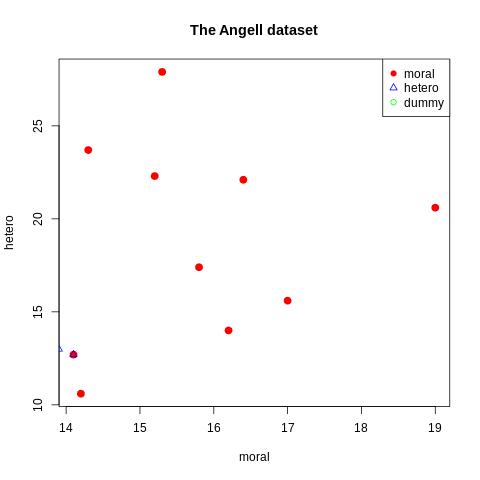 The Angell dataset
moral
hetero
dummy
hetero
25
20
15
10
14 15 16 17 18 19
moral